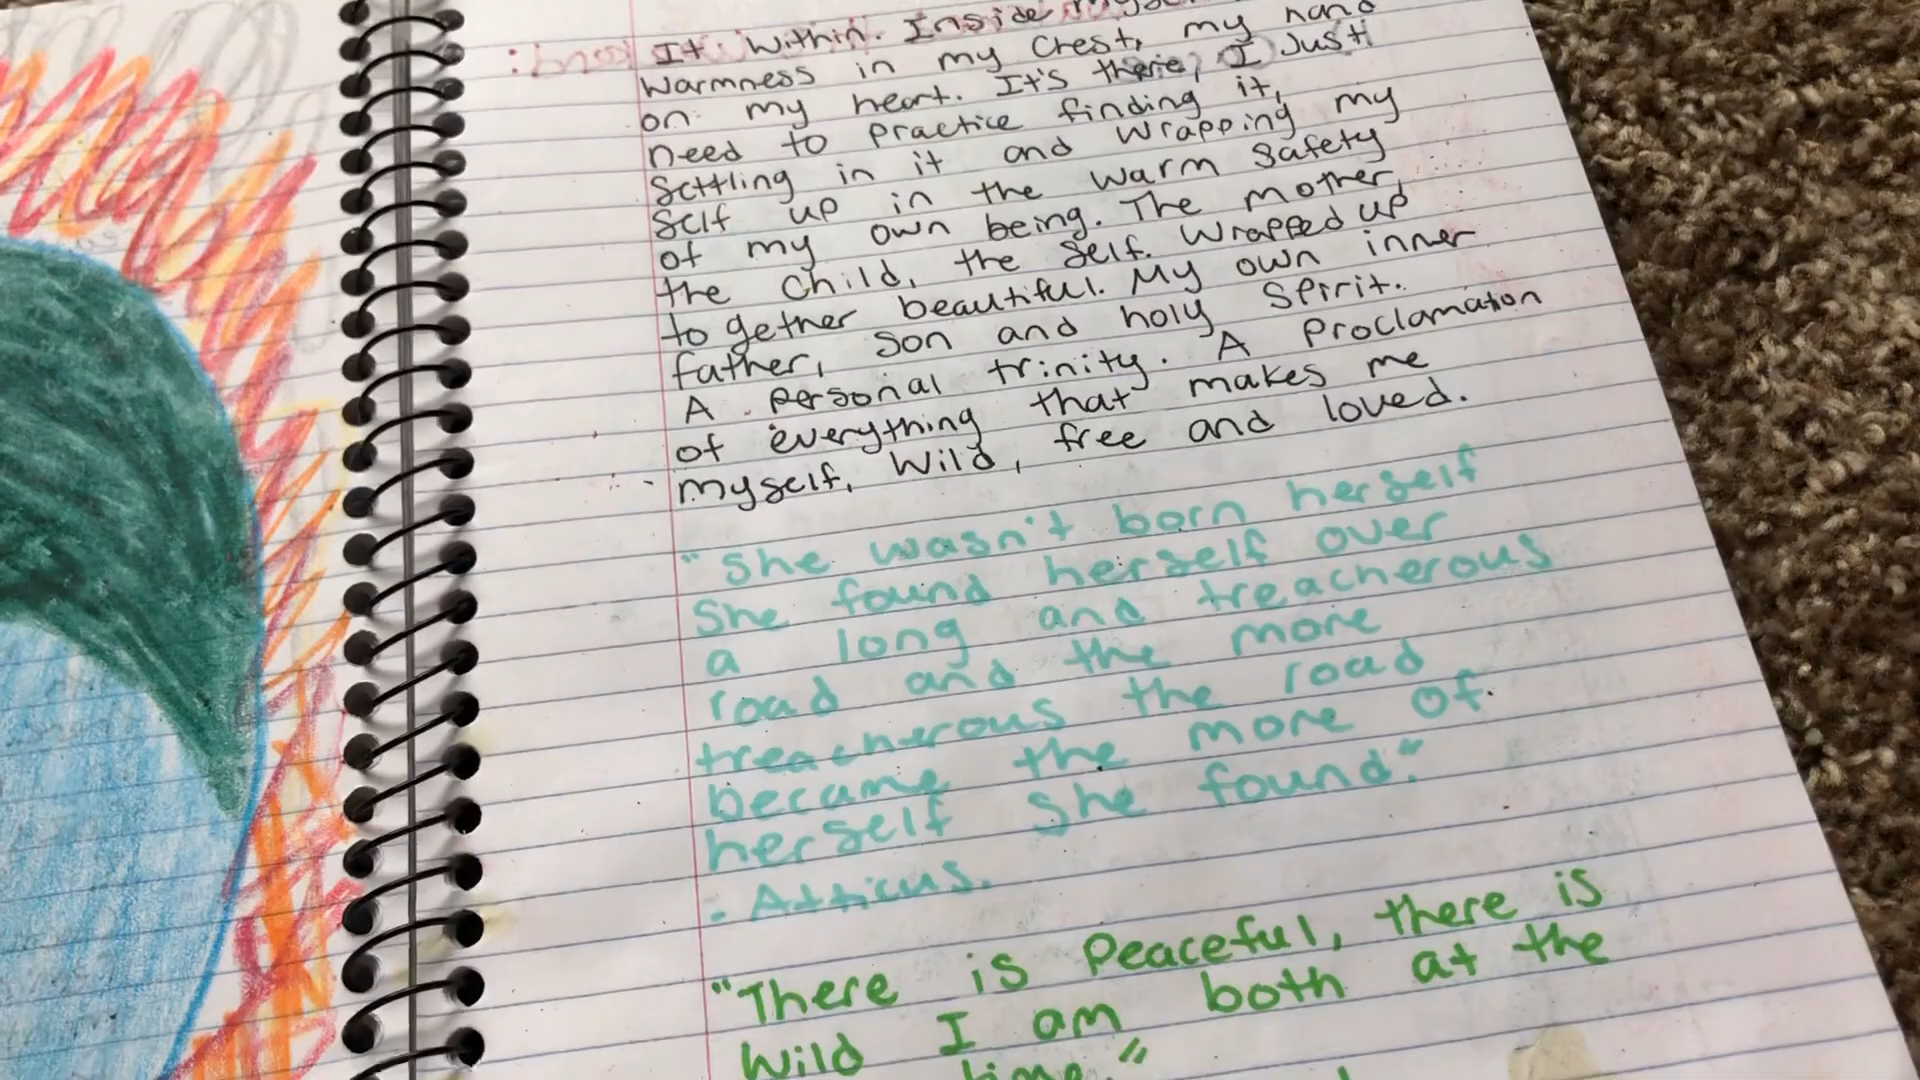 It within. Inside
warmness in my chest, my hand
on my heart. It's there, I Just
need to practice finding it,
settling in it and wrapping my
self up in the warm safety
of my own being. The mother,
the child, the self. Wrapped up
together beautiful. My own inner
father, son and holy spirit.
A personal trinity. A proclamation
of everything that makes me
myself, Wild, free and loved.
"She wasn't born herself
She found herself over
a long and treacherous
road and the more
treacherous the road
became the more of
herself she found."
- Atticus.
"There is Peaceful, there is
Wild I am both at the
time."